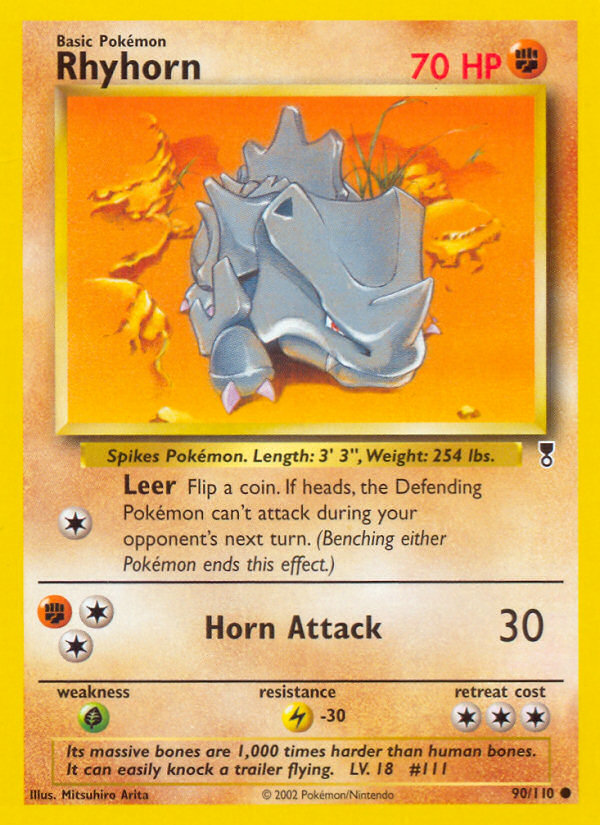 Basic Pokémon
Rhyhorn
70 HP
Spikes Pokémon. Length: 3' 3", Weight: 254 lbs.
Leer Flip a coin. If heads, the Defending
Pokémon can't attack during your
opponent's next turn. (Benching either
Pokémon ends this effect.)
Horn Attack 30
weakness resistance retreat cost
-30
Its massive bones are 1,000 times harder than human bones.
It can easily knock a trailer flying. LV. 18 #111
Illus. Mitsuhiro Arita © 2002 Pokémon/Nintendo 90/110